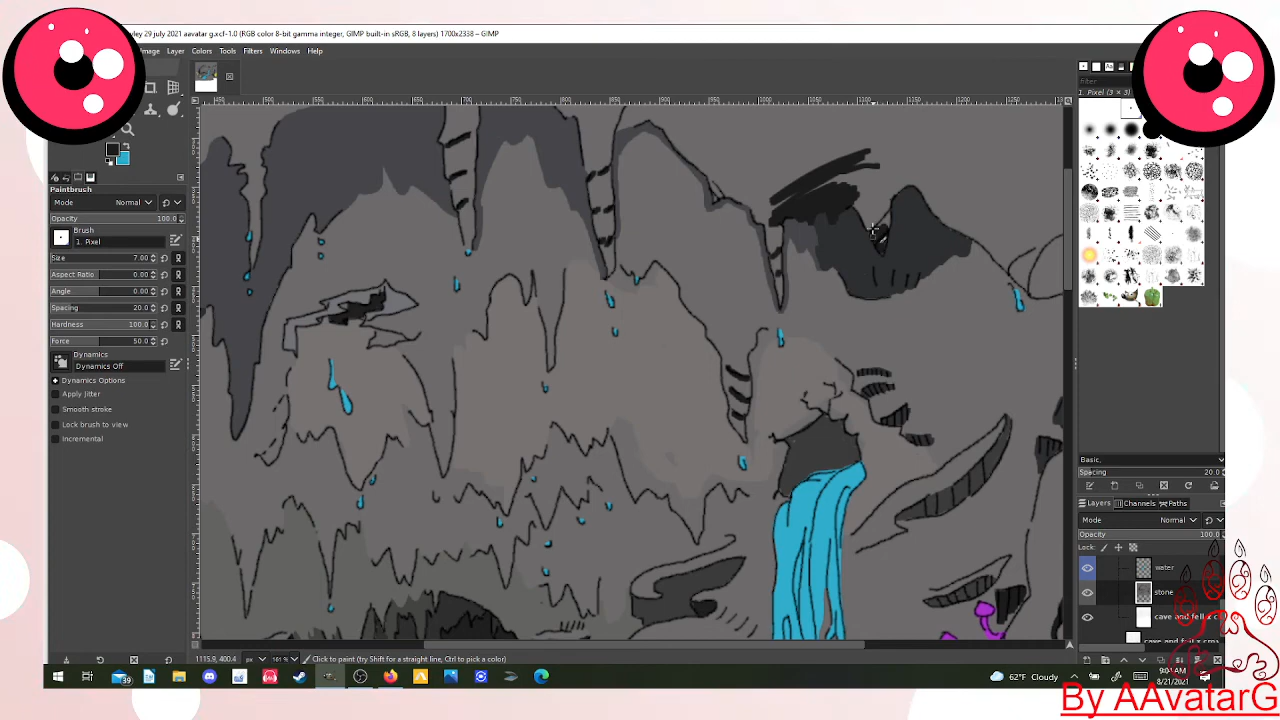 yley 29 july 2021 aavatar g.xcf-1.0 (RGB color 8-bit gamma integer, GIMP built-in sRGB, 8 layers) 1700x2338 – GIMP
Image Layer Colors Tools Filters Windows Help
Filter
1. Pixel (3 × 3)
Paintbrush
Mode Normal
Opacity 100.0
Brush
1. Pixel
Size 7.00
Aspect Ratio 0.00
Angle 0.00
Spacing 20.0
Hardness 100.0
Force 50.0
Dynamics
Dynamics Off
Dynamics Options
Apply Jitter
Smooth stroke
Lock brush to view
Incremental
Basic,
Spacing 20.0
Layers Channels Paths
Mode Normal
Opacity 100.0
Lock:
water
stone
cave and fell x c
1115.9, 400.4 px 101 % Click to paint (try Shift for a straight line, Ctrl to pick a color)
62°F Cloudy
8/21/2021
By AAvatarG